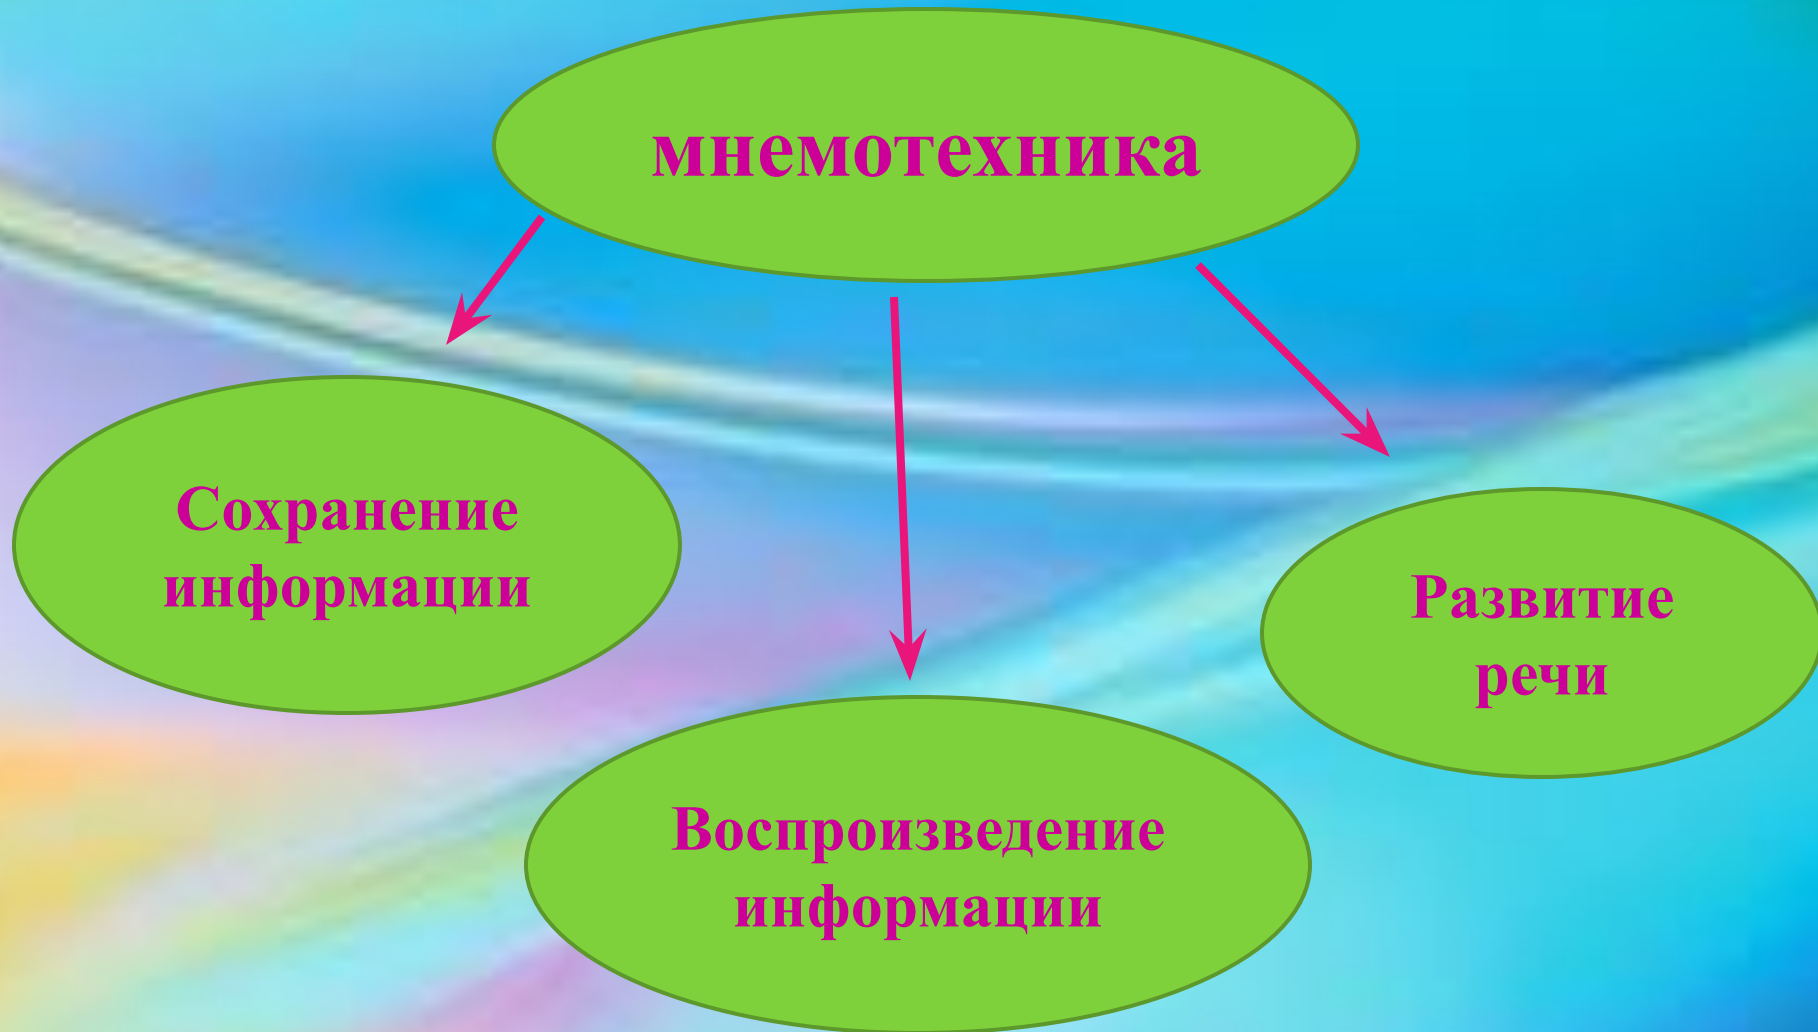 мнемотехника
Сохранение
информации
Воспроизведение
информации
Развитие
речи